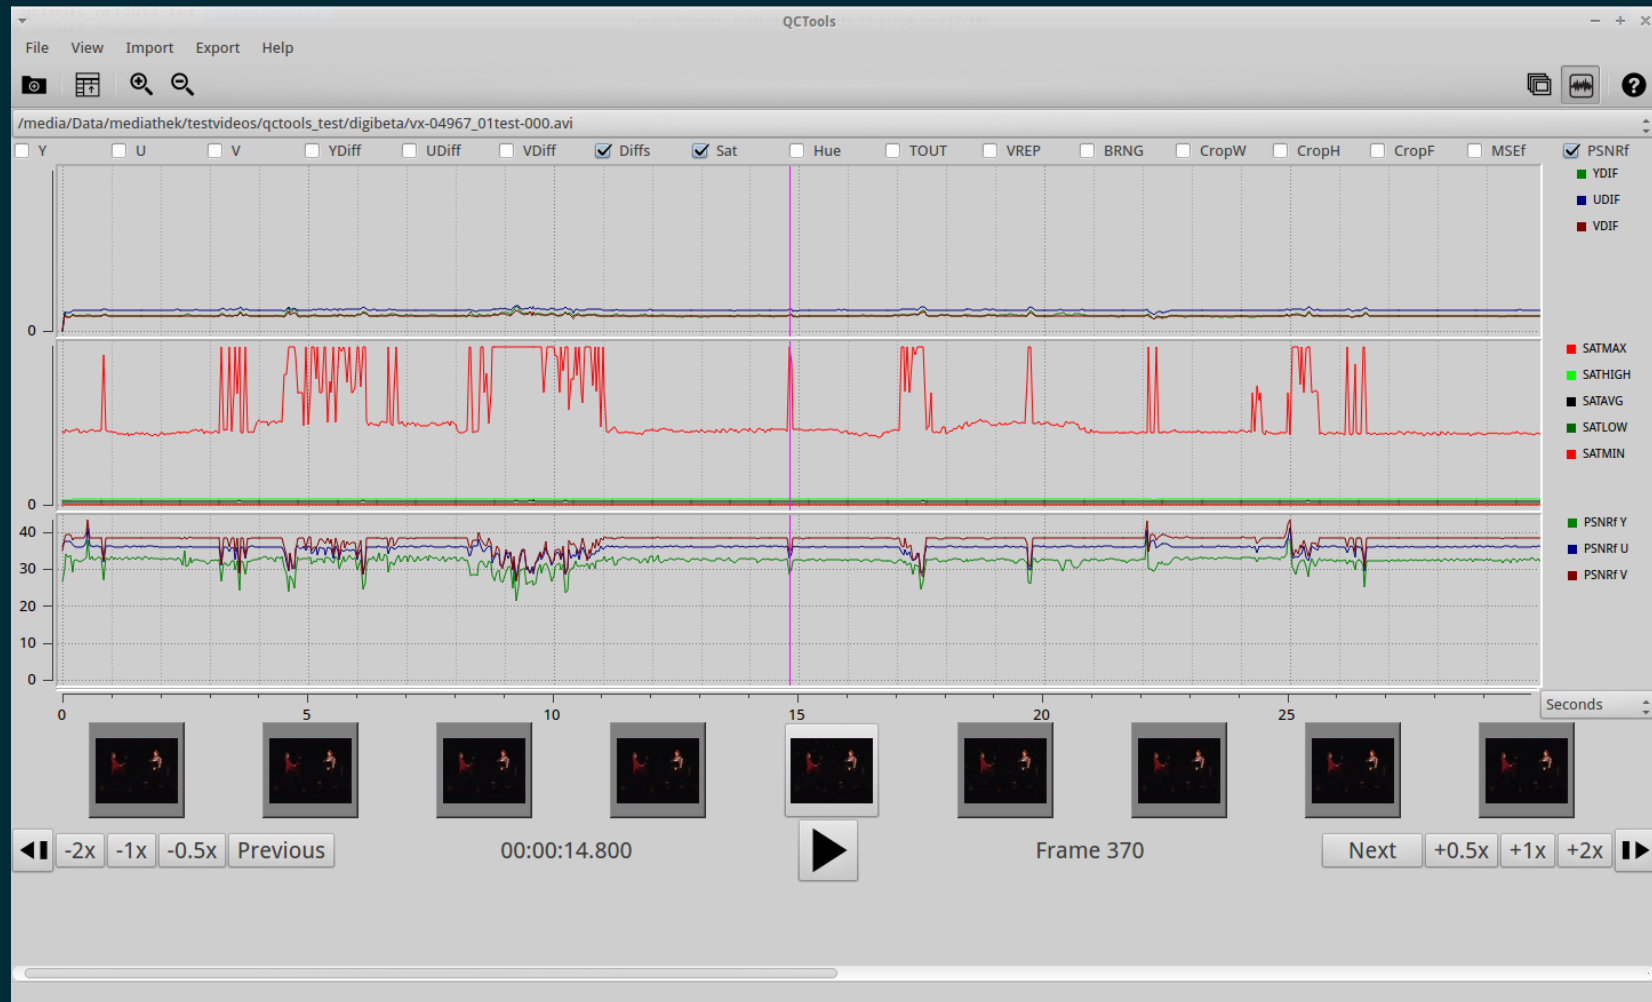 QCTools
File View Import Export Help
/media/Data/mediathek/testvideos/qctools_test/digibeta/vx-04967_01test-000.avi
Y U V YDiff UDiff VDiff Diffs Sat Hue TOUT VREP BRNG CropW CropH CropF MSEf PSNRf
YDIF
UDIF
VDIF
0
SATMAX
SATHIGH
SATAVG
SATLOW
SATMIN
0
40
30
20
10
0
PSNRf Y
PSNRf U
PSNRf V
0 5 10 15 20 25
Seconds
-2x -1x -0.5x Previous 00:00:14.800 Frame 370 Next +0.5x +1x +2x